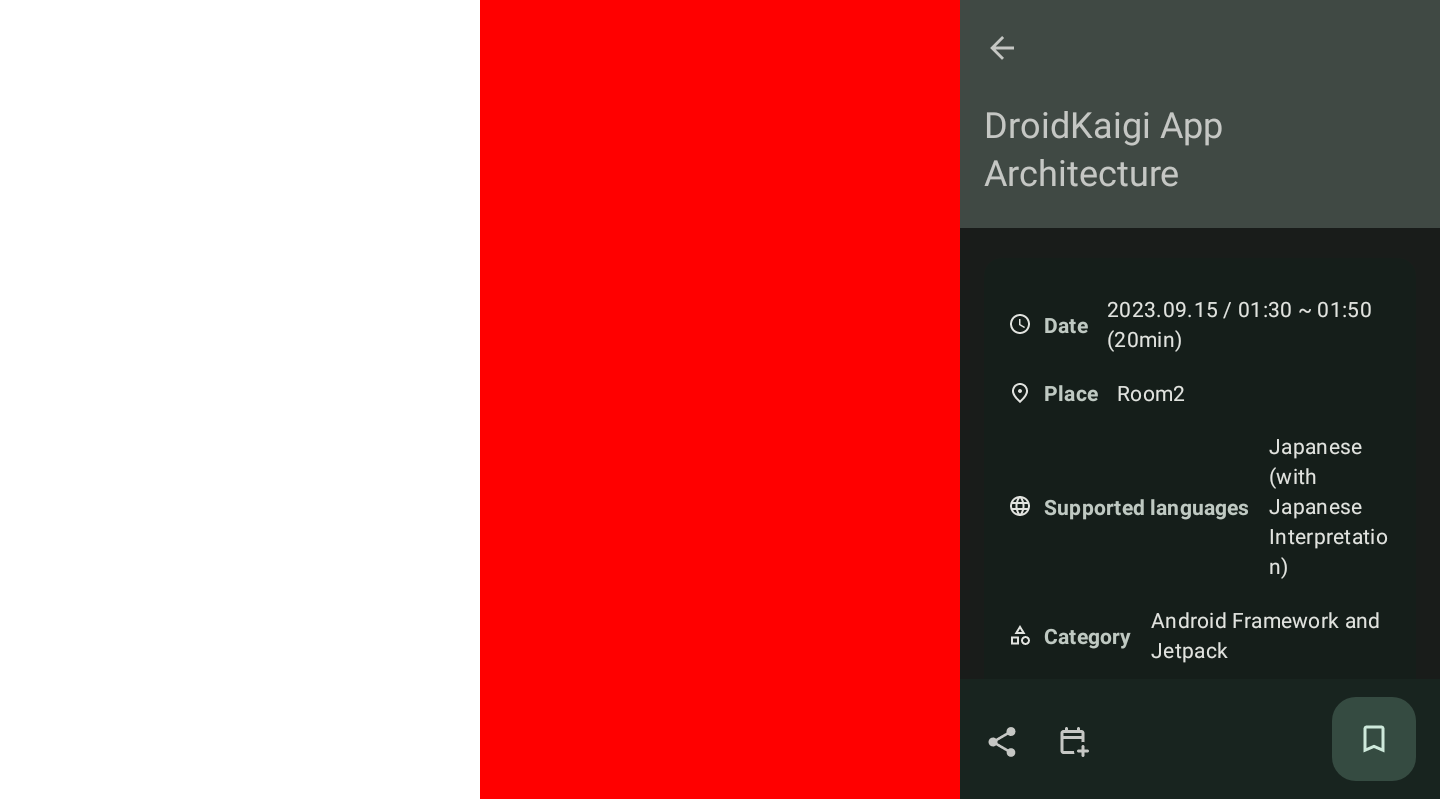 DroidKaigi App
Architecture
Date
2023.09.15 / 01:30 ~ 01:50
(20min)
Place
Room2
Supported languages
Japanese
(with
Japanese
Interpretatio
n)
Category
Android Framework and
Jetpack